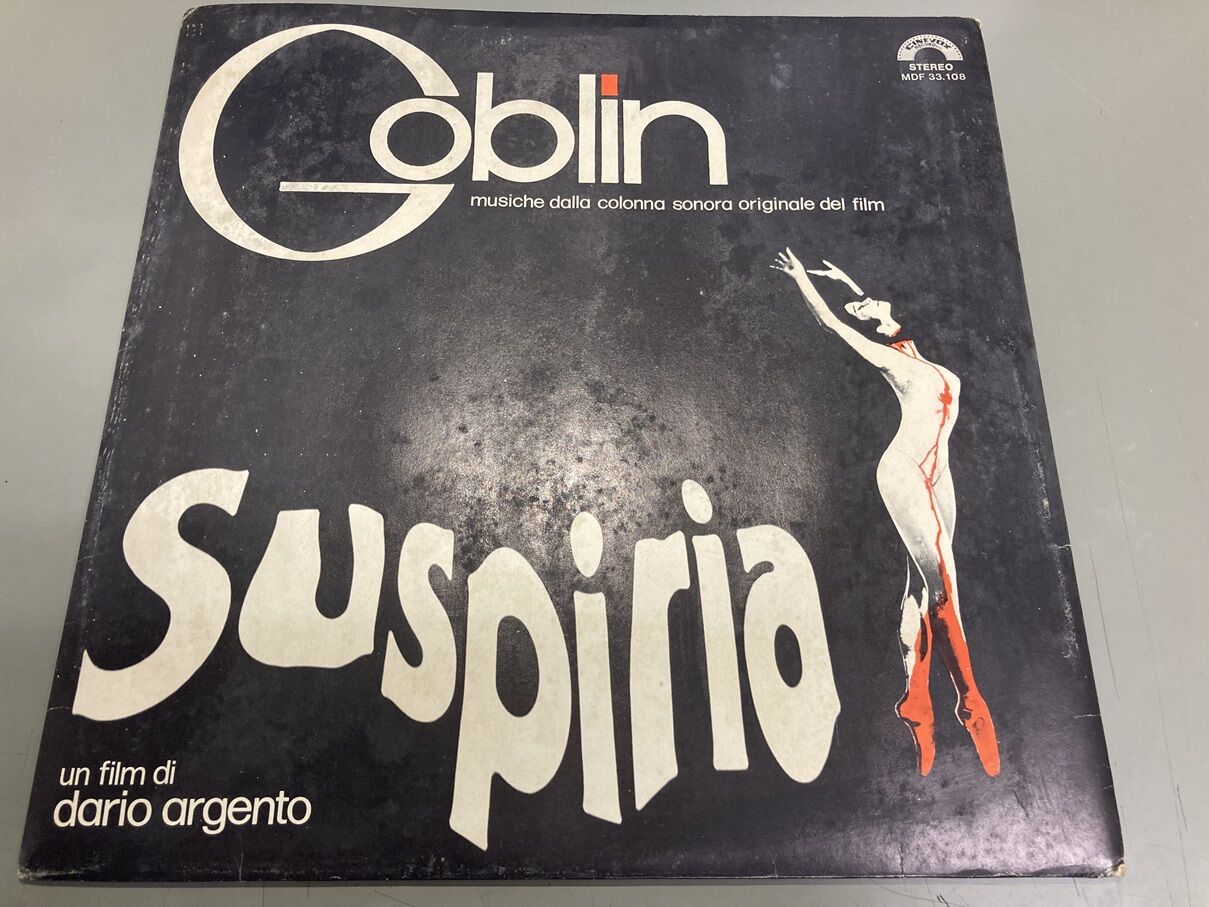 Goblin
CINEVOX
STEREO
MDF 33.108
musiche dalla colonna sonora originale del film
suspiria
un film di
dario argento